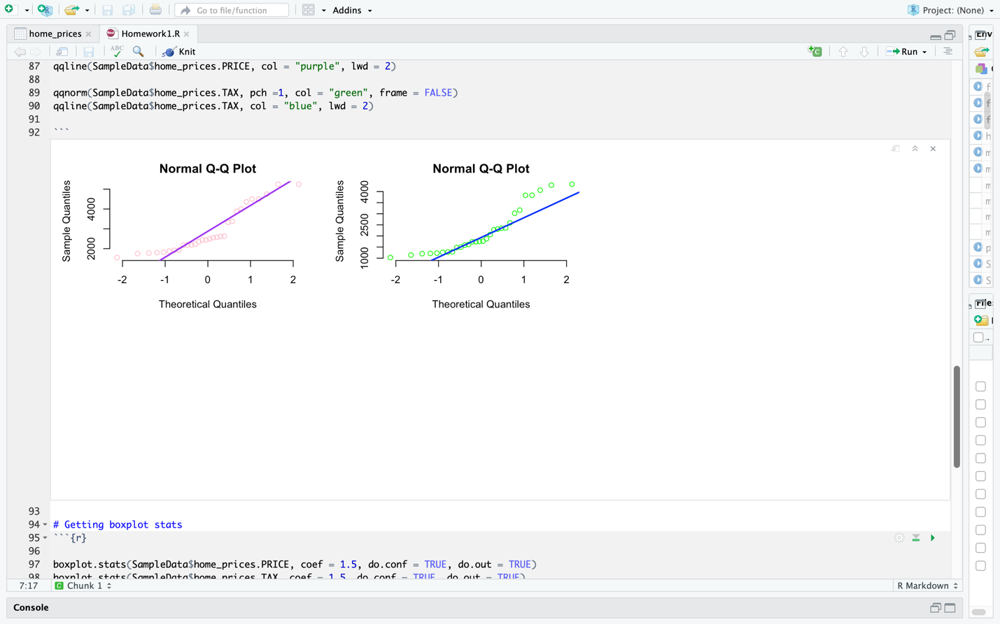 Go to file/function
Addins
Project: (None)
home_prices
Homework1.R
Env
ABC
Knit
Run
87 qqline(SampleData$home_prices.PRICE, col = "purple", lwd = 2)
88
89 qqnorm(SampleData$home_prices.TAX, pch =1, col = "green", frame = FALSE)
90 qqline(SampleData$home_prices.TAX, col = "blue", lwd = 2)
91
92 ```
Normal Q-Q Plot
Sample Quantiles
2000 4000
-2 -1 0 1 2
Theoretical Quantiles
Normal Q-Q Plot
Sample Quantiles
1000 2500 4000
-2 -1 0 1 2
Theoretical Quantiles
93
94 # Getting boxplot stats
95 ```{r}
96
97 boxplot.stats(SampleData$home_prices.PRICE, coef = 1.5, do.conf = TRUE, do.out = TRUE)
98 boxplot.stats(SampleData$home_prices.TAX, coef = 1.5, do.conf = TRUE, do.out = TRUE)
7:17
C Chunk 1
R Markdown
Console
f
f
f
h
m
m
m
m
m
m
p
S
S
File
..